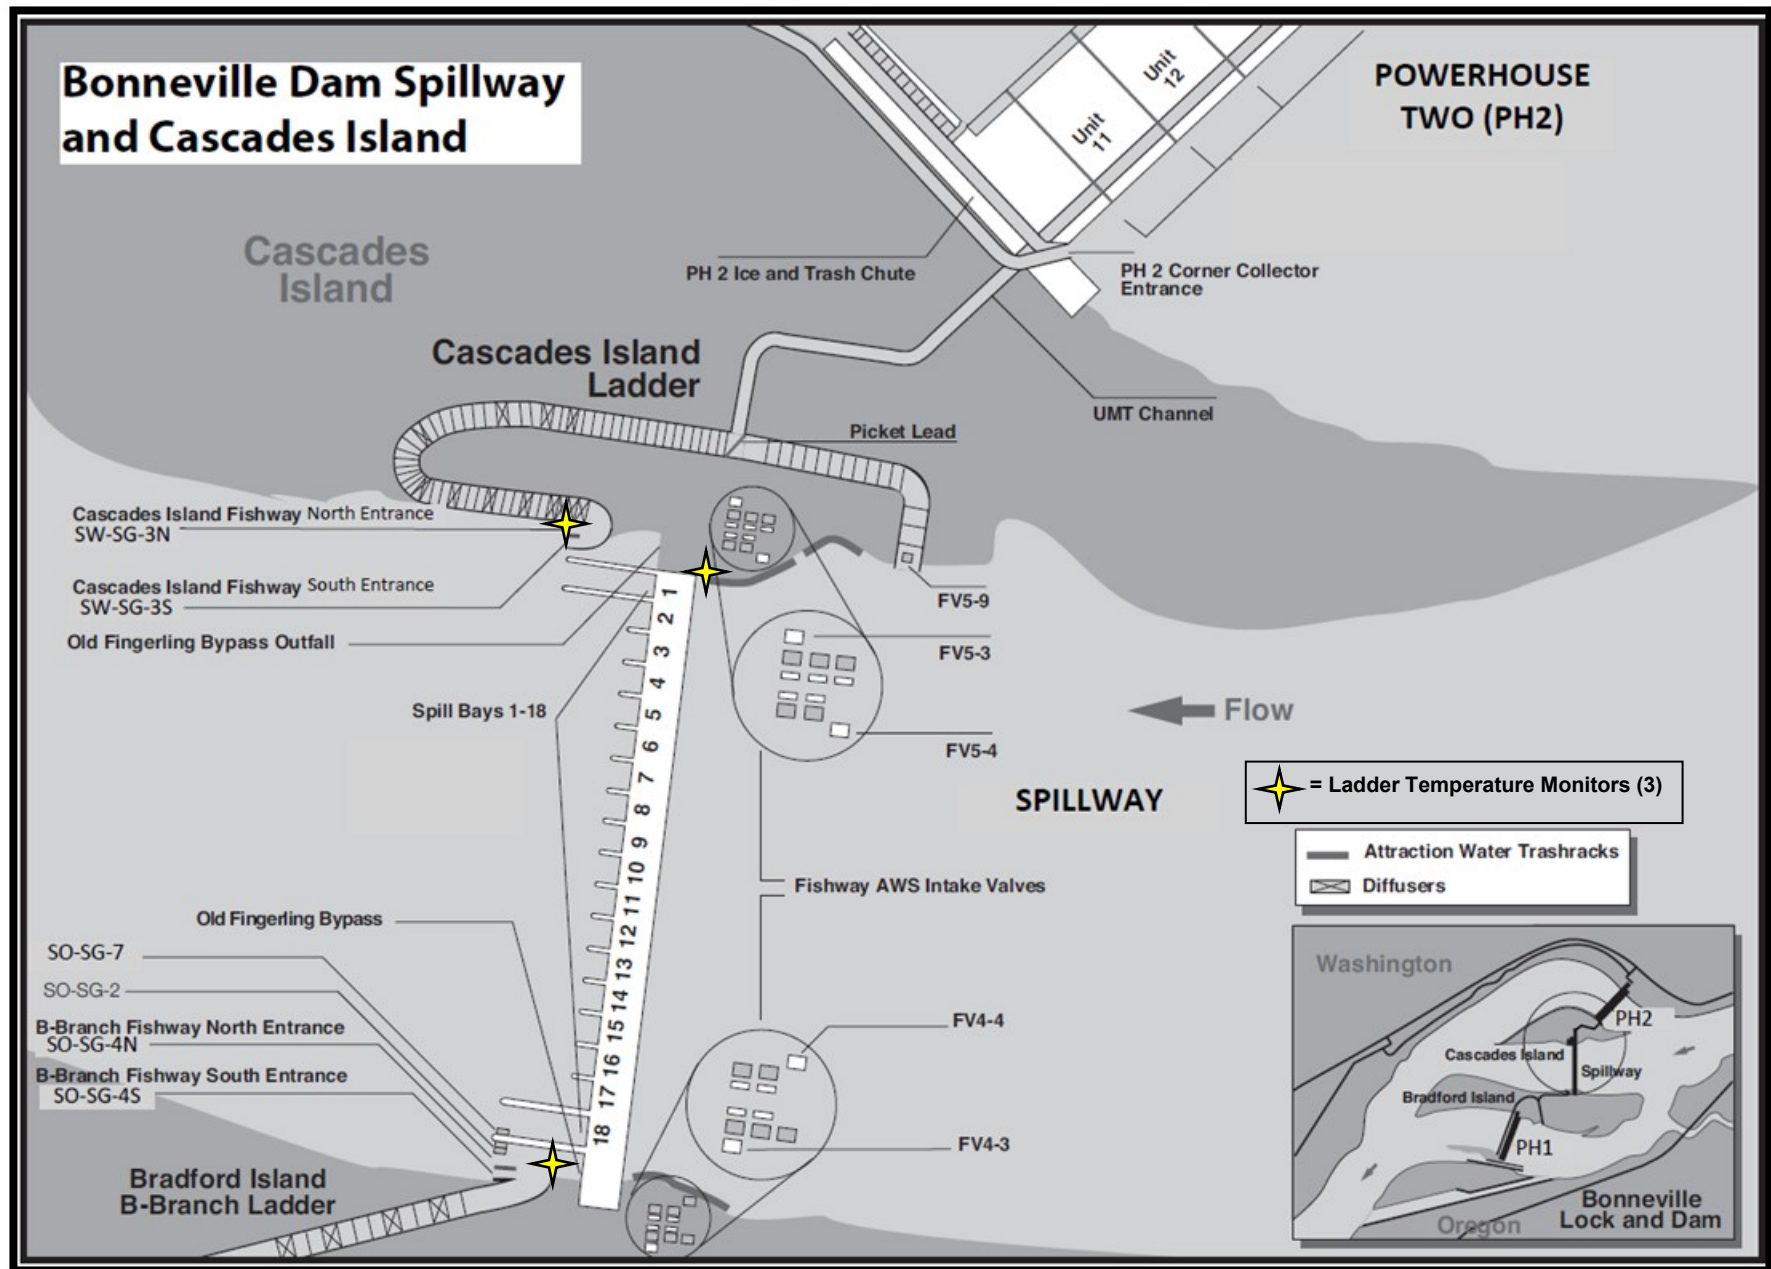 Bonneville Dam Spillway
and Cascades Island
POWERHOUSE
TWO (PH2)
Unit
12
Unit
11
Cascades
Island
PH 2 Ice and Trash Chute
PH 2 Corner Collector
Entrance
Cascades Island
Ladder
UMT Channel
Picket Lead
Cascades Island Fishway North Entrance
SW-SG-3N
Cascades Island Fishway South Entrance
SW-SG-3S
Old Fingerling Bypass Outfall
FV5-9
FV5-3
FV5-4
Spill Bays 1-18
1
2
3
4
5
6
7
8
9
10
11
12
13
14
15
16
17
18
Flow
SPILLWAY
= Ladder Temperature Monitors (3)
Attraction Water Trashracks
Diffusers
Fishway AWS Intake Valves
Old Fingerling Bypass
SO-SG-7
SO-SG-2
B-Branch Fishway North Entrance
SO-SG-4N
B-Branch Fishway South Entrance
SO-SG-4S
FV4-4
FV4-3
Bradford Island
B-Branch Ladder
Washington
PH2
Cascades Island
Spillway
Bradford Island
PH1
Bonneville
Lock and Dam
Oregon